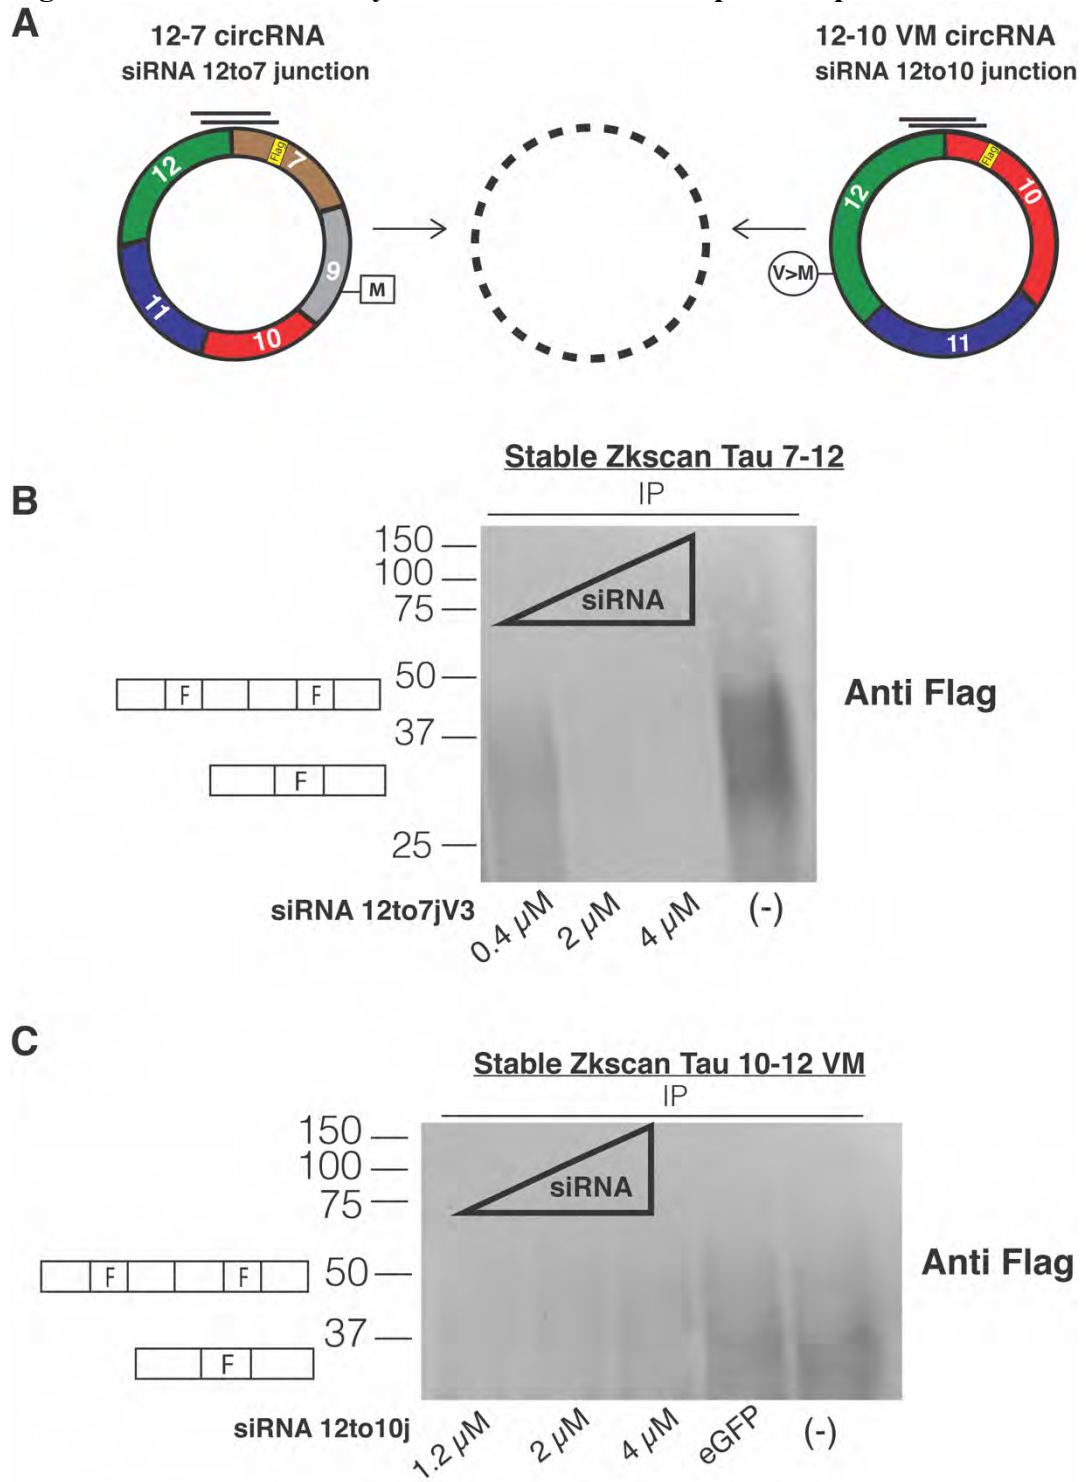 A
12-7 circRNA
siRNA 12to7 junction
12-10 VM circRNA
siRNA 12to10 junction
12
Flag
7
9
M
10
11
V>M
12
Flag
10
11
B
Stable Zkscan Tau 7-12
IP
150
100
75
50
37
25
siRNA
F F
F
Anti Flag
siRNA 12to7jV3
0.4 µM 2 µM 4 µM (-)
C
Stable Zkscan Tau 10-12 VM
IP
150
100
75
50
37
siRNA
F F
F
Anti Flag
siRNA 12to10j
1.2 µM 2 µM 4 µM eGFP (-)